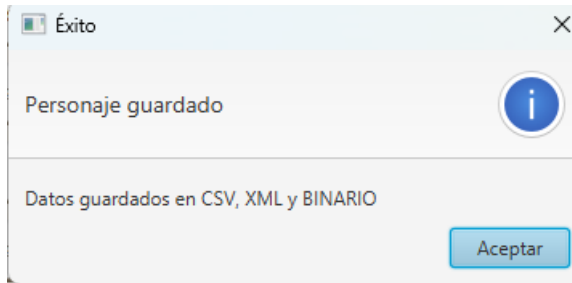 Éxito
Personaje guardado
Datos guardados en CSV, XML y BINARIO
Aceptar